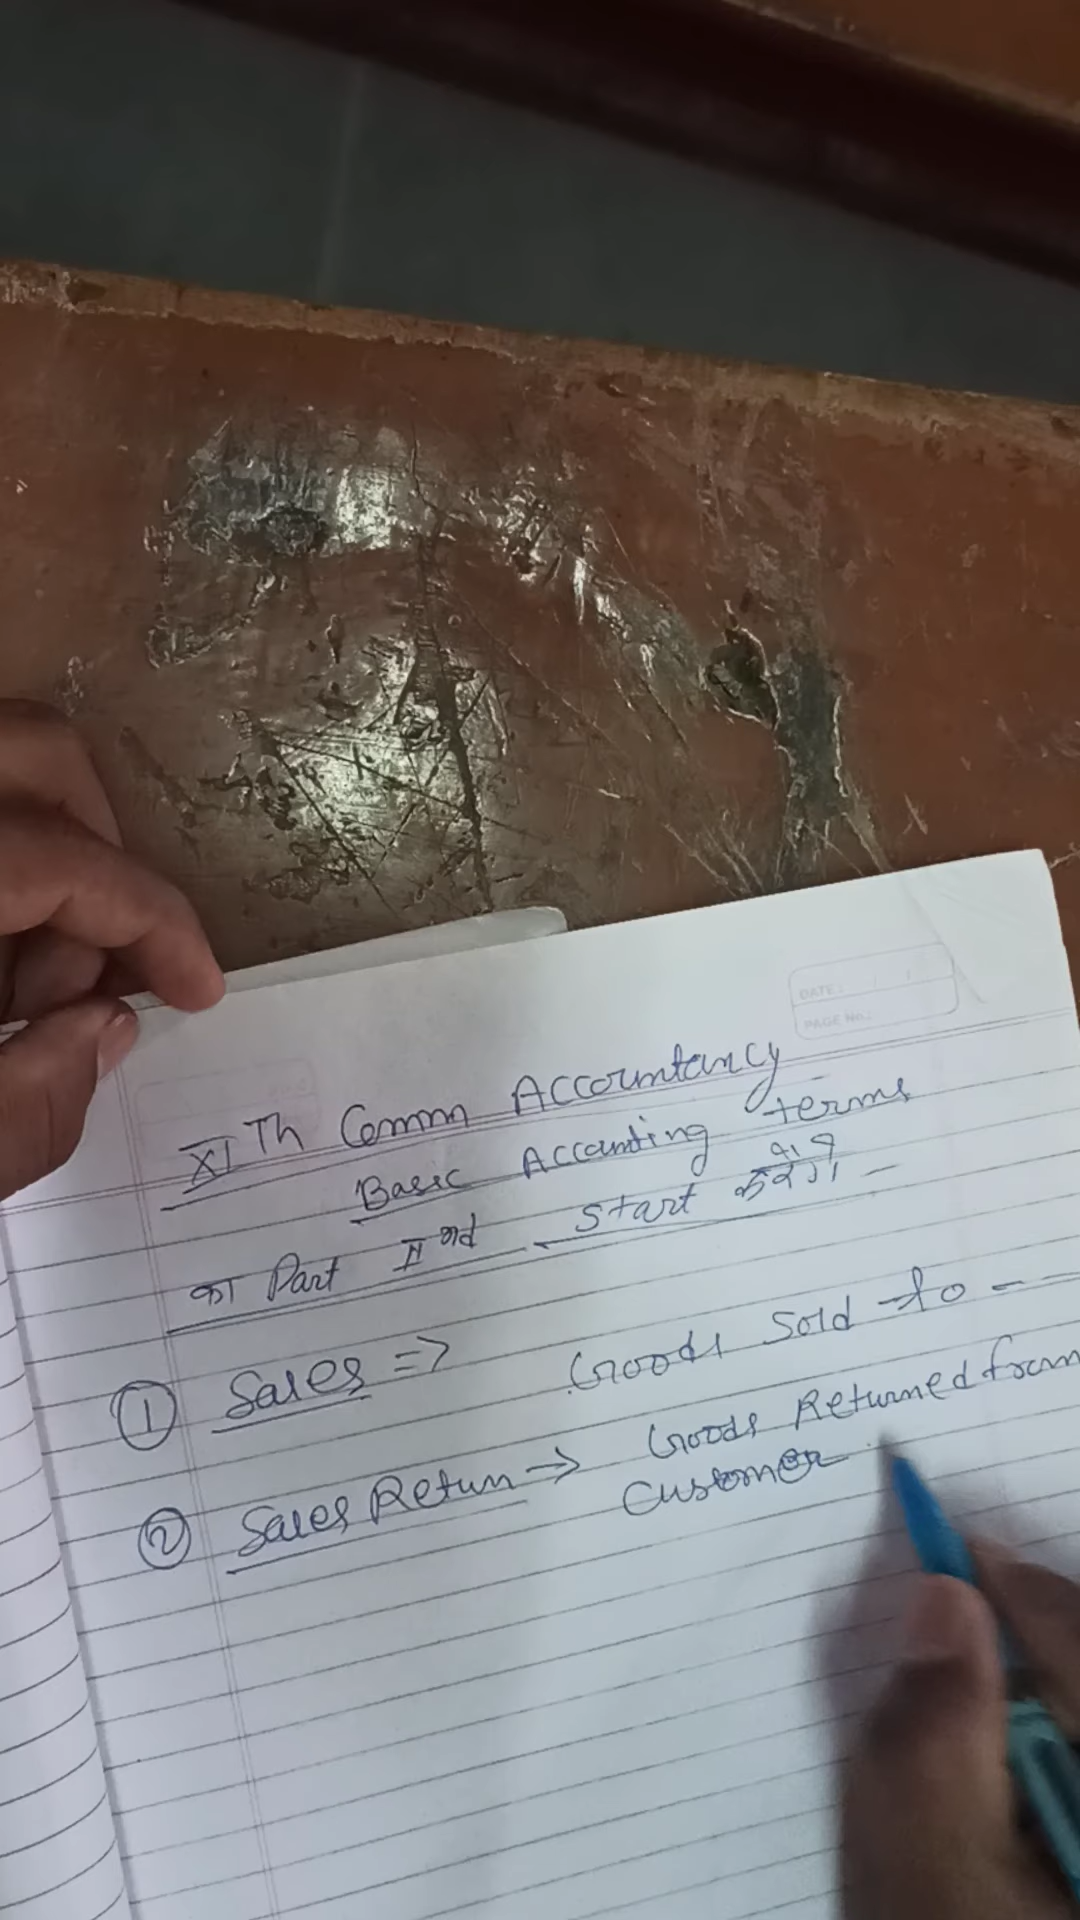 DATE: / /
PAGE No.:
XI Th Comm Accountancy
Basic Accounting terms
का Part II nd Start करेंगे -
① Sales => Goods Sold to - -
② Sales Return -> Goods Returned from
Customer